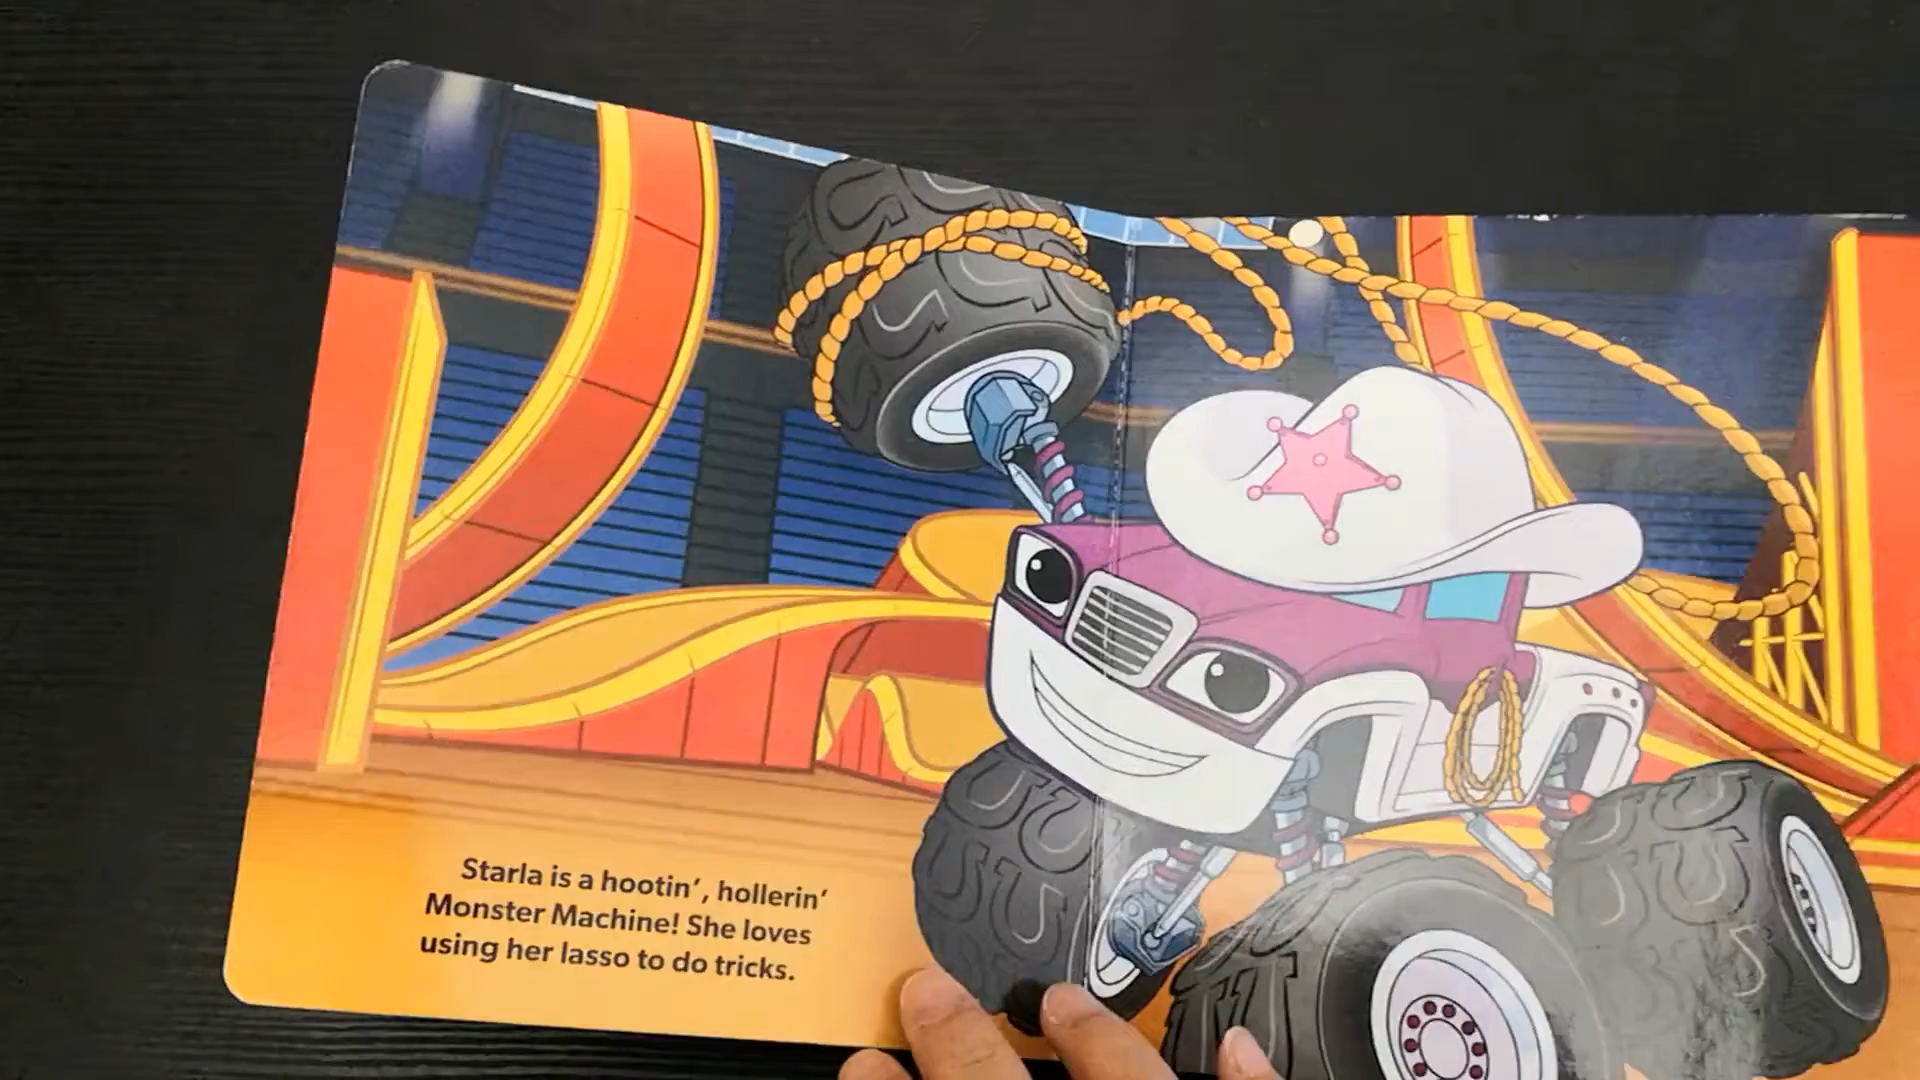 Starla is a hootin’, hollerin’
Monster Machine! She loves
using her lasso to do tricks.